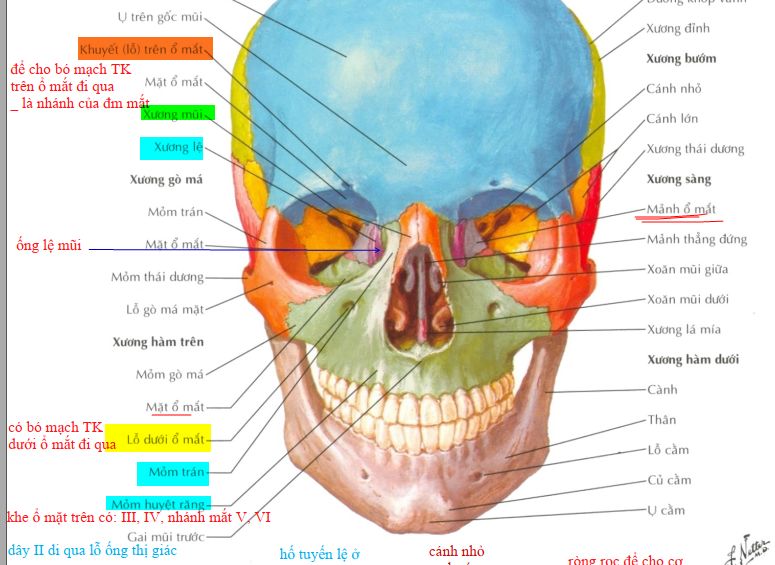 Ụ trên gốc mũi
Khuyết (lỗ) trên ổ mắt
để cho bó mạch TK
trên ổ mắt đi qua
_ là nhánh của đm mắt
Mặt ổ mắt
Xương mũi
Xương lệ
Xương gò má
Mỏm trán
ống lệ mũi
Mặt ổ mắt
Mỏm thái dương
Lỗ gò má mặt
Xương hàm trên
Mỏm gò má
Mặt ổ mắt
có bó mạch TK
dưới ổ mắt đi qua
Lỗ dưới ổ mắt
Mỏm trán
Mỏm huyệt răng
khe ổ mặt trên có: III, IV, nhánh mắt V, VI
Gai mũi trước
dây II di qua lỗ ống thị giác
hố tuyến lệ ở
cánh nhỏ
ròng rọc để cho cơ
Xương đỉnh
Xương bướm
Cánh nhỏ
Cánh lớn
Xương thái dương
Xương sàng
Mảnh ổ mắt
Mảnh thẳng đứng
Xoăn mũi giữa
Xoăn mũi dưới
Xương lá mía
Xương hàm dưới
Cành
Thân
Lỗ cằm
Củ cằm
Ụ cằm